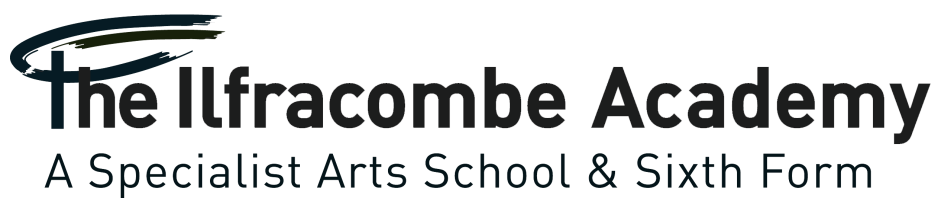 the Ilfracombe Academy
A Specialist Arts School & Sixth Form